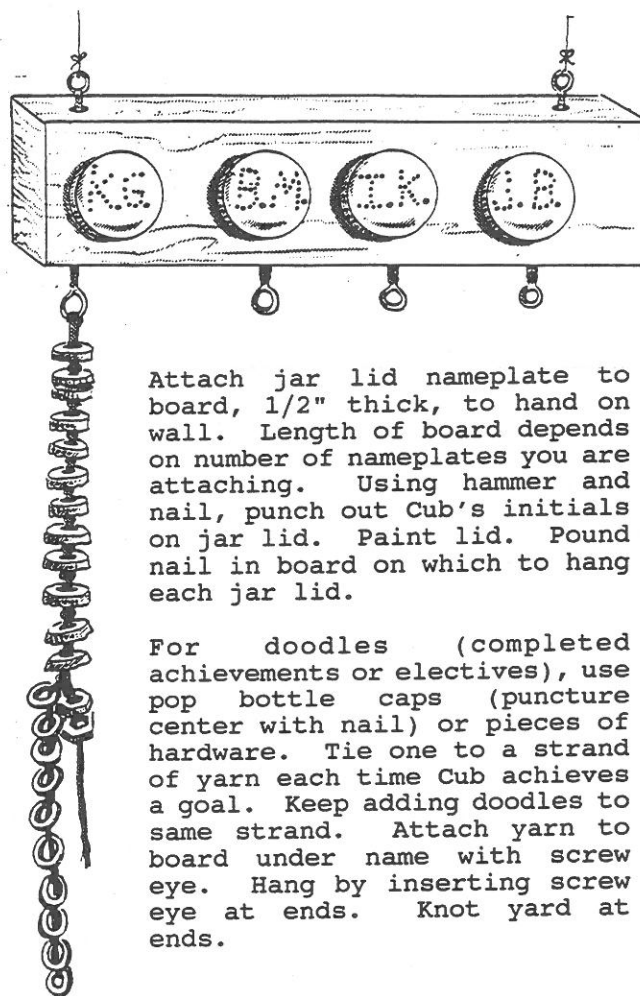 K.G. B.M. I.K. J.B.
Attach jar lid nameplate to
board, 1/2" thick, to hand on
wall. Length of board depends
on number of nameplates you are
attaching. Using hammer and
nail, punch out Cub's initials
on jar lid. Paint lid. Pound
nail in board on which to hang
each jar lid.
For doodles (completed
achievements or electives), use
pop bottle caps (puncture
center with nail) or pieces of
hardware. Tie one to a strand
of yarn each time Cub achieves
a goal. Keep adding doodles to
same strand. Attach yarn to
board under name with screw
eye. Hang by inserting screw
eye at ends. Knot yard at
ends.